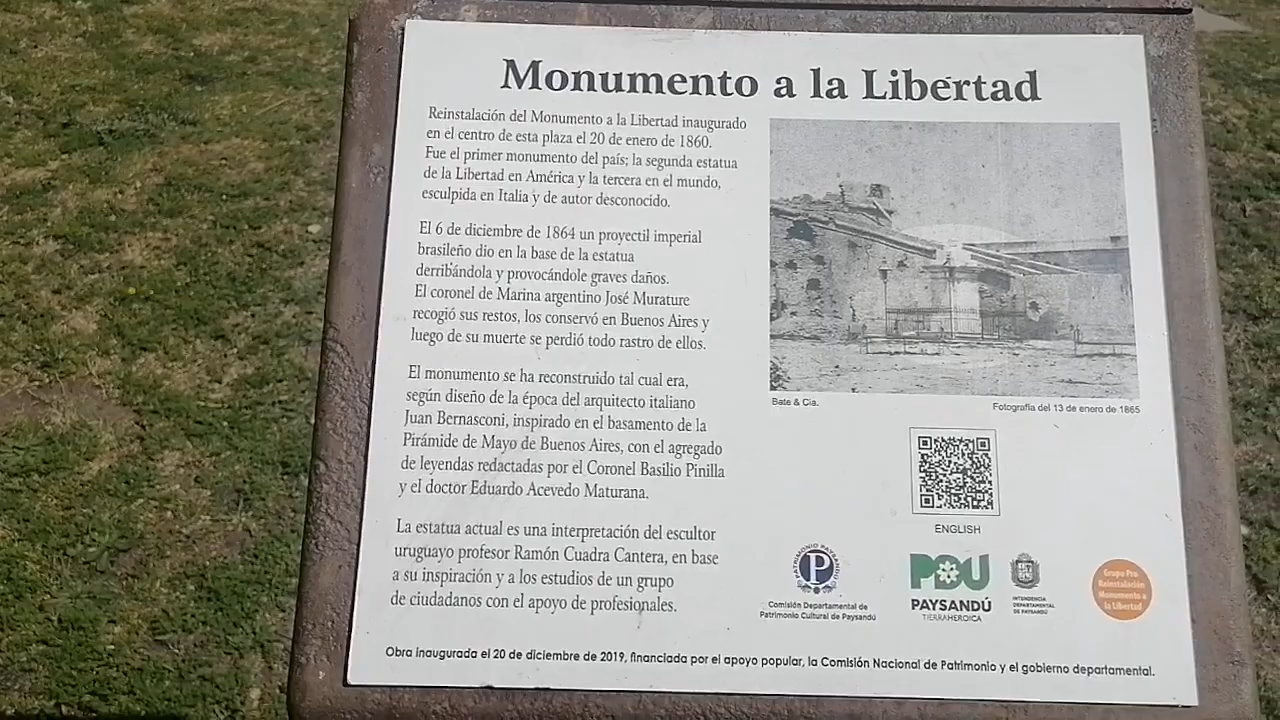 Monumento a la Libertad
Reinstalación del Monumento a la Libertad inaugurado
en el centro de esta plaza el 20 de enero de 1860.
Fue el primer monumento del país; la segunda estatua
de la Libertad en América y la tercera en el mundo,
esculpida en Italia y de autor desconocido.
El 6 de diciembre de 1864 un proyectil imperial
brasileño dio en la base de la estatua
derribándola y provocándole graves daños.
El coronel de Marina argentino José Murature
recogió sus restos, los conservó en Buenos Aires y
luego de su muerte se perdió todo rastro de ellos.
El monumento se ha reconstruido tal cual era,
según diseño de la época del arquitecto italiano
Juan Bernasconi, inspirado en el basamento de la
Pirámide de Mayo de Buenos Aires, con el agregado
de leyendas redactadas por el Coronel Basilio Pinilla
y el doctor Eduardo Acevedo Maturana.
La estatua actual es una interpretación del escultor
uruguayo profesor Ramón Cuadra Cantera, en base
a su inspiración y a los estudios de un grupo
de ciudadanos con el apoyo de profesionales.
Bate & Cia.
Fotografía del 13 de enero de 1865
ENGLISH
PATRIMONIO PAYSANDÚ
P
Comisión Departamental de
Patrimonio Cultural de Paysandú
PDU
PAYSANDÚ
TIERRAHEROICA
INTENDENCIA
DEPARTAMENTAL
DE PAYSANDÚ
Grupo Pro
Reinstalación
Monumento a
la Libertad
Obra inaugurada el 20 de diciembre de 2019, financiada por el apoyo popular, la Comisión Nacional de Patrimonio y el gobierno departamental.